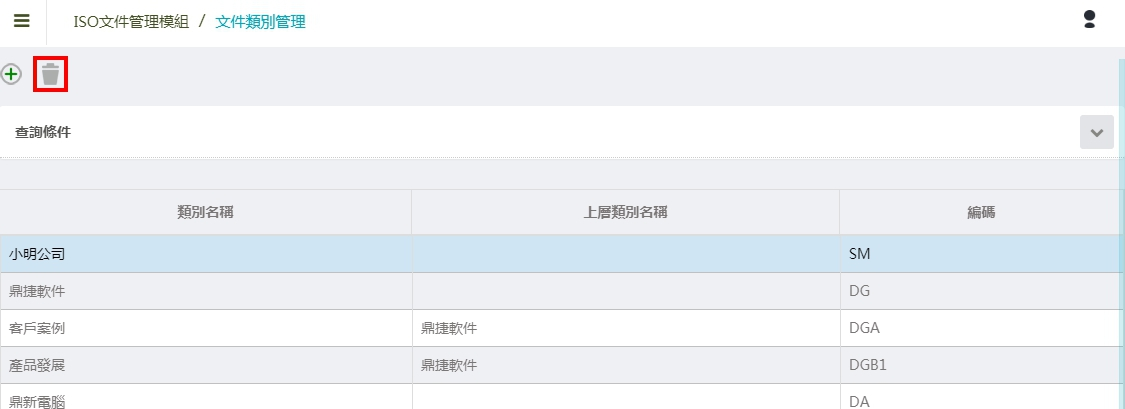 ISO文件管理模組 / 文件類別管理
查詢條件
類別名稱 上層類別名稱 編碼
小明公司 SM
鼎捷軟件 DG
客戶案例 鼎捷軟件 DGA
產品發展 鼎捷軟件 DGB1
鼎新電腦 DA